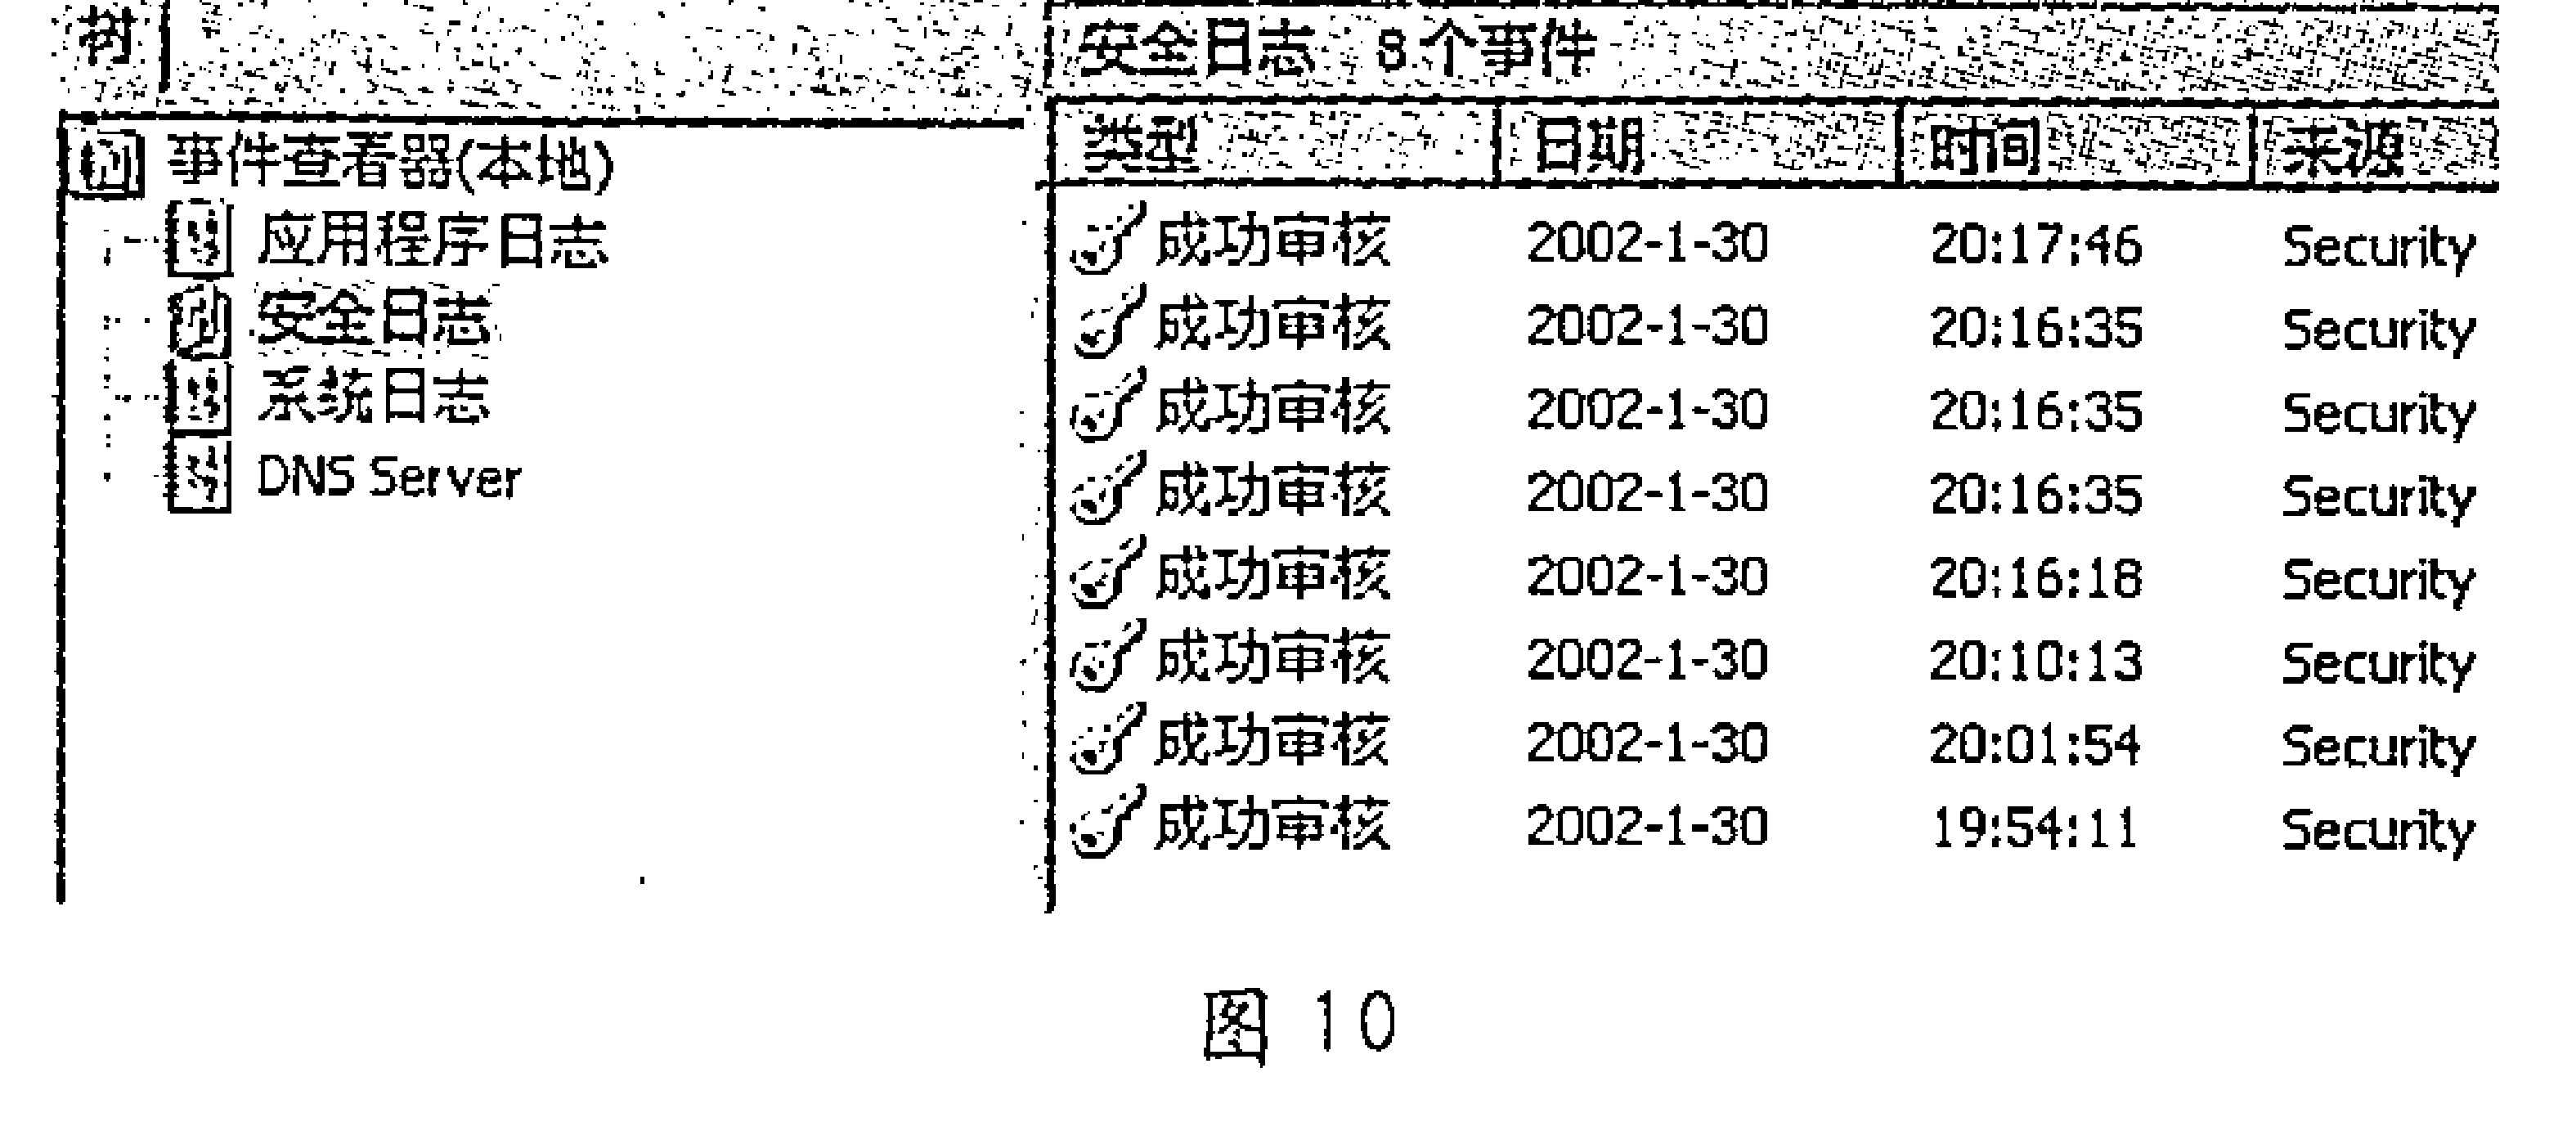 树
事件查看器(本地)
应用程序日志
安全日志
系统日志
DNS Server
安全日志 8 个事件
类型 日期 时间 来源
成功审核 2002-1-30 20:17:46 Security
成功审核 2002-1-30 20:16:35 Security
成功审核 2002-1-30 20:16:35 Security
成功审核 2002-1-30 20:16:35 Security
成功审核 2002-1-30 20:16:18 Security
成功审核 2002-1-30 20:10:13 Security
成功审核 2002-1-30 20:01:54 Security
成功审核 2002-1-30 19:54:11 Security
图 10